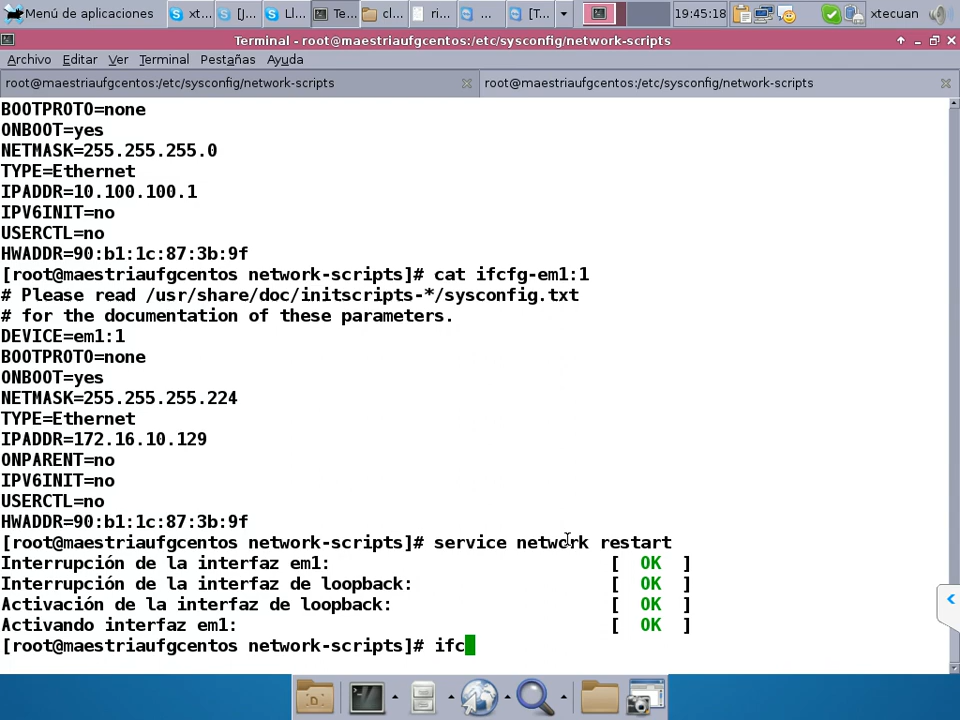 Menú de aplicaciones xt... [J... Ll... Te... cl... ri... ... [T... 19:45:18 xtecuan
Terminal - root@maestriaufgcentos:/etc/sysconfig/network-scripts
Archivo Editar Ver Terminal Pestañas Ayuda
root@maestriaufgcentos:/etc/sysconfig/network-scripts root@maestriaufgcentos:/etc/sysconfig/network-scripts
BOOTPROTO=none
ONBOOT=yes
NETMASK=255.255.255.0
TYPE=Ethernet
IPADDR=10.100.100.1
IPV6INIT=no
USERCTL=no
HWADDR=90:b1:1c:87:3b:9f
[root@maestriaufgcentos network-scripts]# cat ifcfg-em1:1
# Please read /usr/share/doc/initscripts-*/sysconfig.txt
# for the documentation of these parameters.
DEVICE=em1:1
BOOTPROTO=none
ONBOOT=yes
NETMASK=255.255.255.224
TYPE=Ethernet
IPADDR=172.16.10.129
ONPARENT=no
IPV6INIT=no
USERCTL=no
HWADDR=90:b1:1c:87:3b:9f
[root@maestriaufgcentos network-scripts]# service network restart
Interrupción de la interfaz em1: [ OK ]
Interrupción de la interfaz de loopback: [ OK ]
Activación de la interfaz de loopback: [ OK ]
Activando interfaz em1: [ OK ]
[root@maestriaufgcentos network-scripts]# ifc